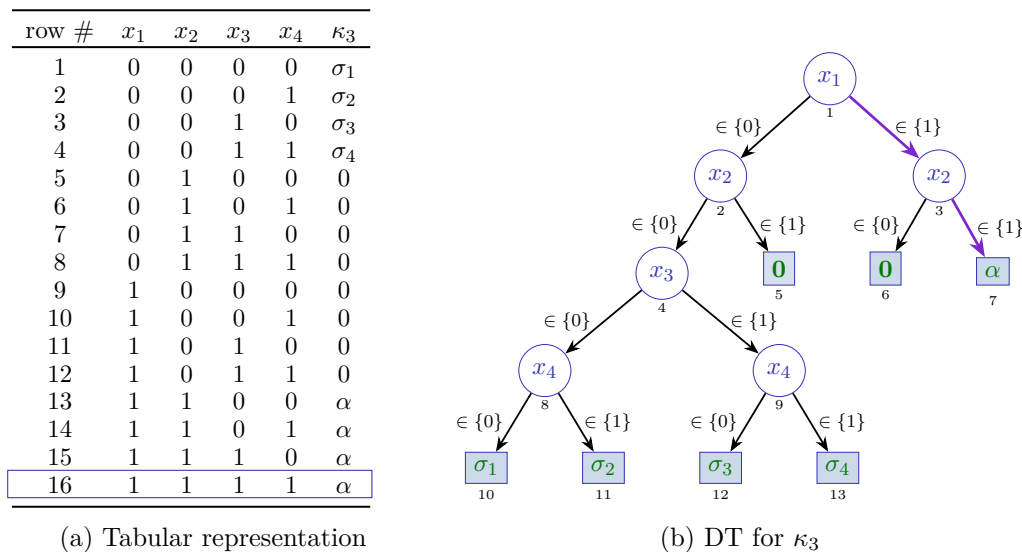 row # x₁ x₂ x₃ x₄ κ₃
1 0 0 0 0 σ₁
2 0 0 0 1 σ₂
3 0 0 1 0 σ₃
4 0 0 1 1 σ₄
5 0 1 0 0 0
6 0 1 0 1 0
7 0 1 1 0 0
8 0 1 1 1 0
9 1 0 0 0 0
10 1 0 0 1 0
11 1 0 1 0 0
12 1 0 1 1 0
13 1 1 0 0 α
14 1 1 0 1 α
15 1 1 1 0 α
16 1 1 1 1 α
(a) Tabular representation
x₁
1
∈ {0} ∈ {1}
x₂ x₂
2 3
∈ {0} ∈ {1} ∈ {0} ∈ {1}
x₃ 0 0 α
4 5 6 7
∈ {0} ∈ {1}
x₄ x₄
8 9
∈ {0} ∈ {1} ∈ {0} ∈ {1}
σ₁ σ₂ σ₃ σ₄
10 11 12 13
(b) DT for κ₃